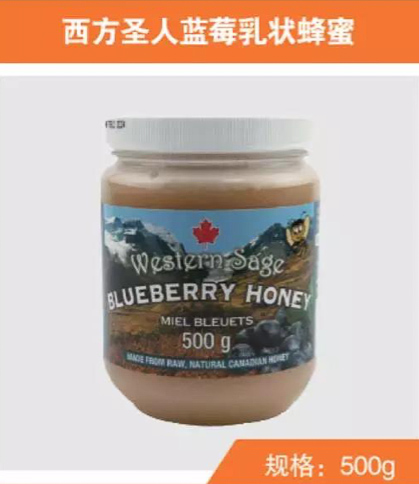 西方圣人蓝莓乳状蜂蜜
Western Sage
BLUEBERRY HONEY
MIEL BLEUETS
500 g
MADE FROM RAW, NATURAL CANADIAN HONEY
规格：500g